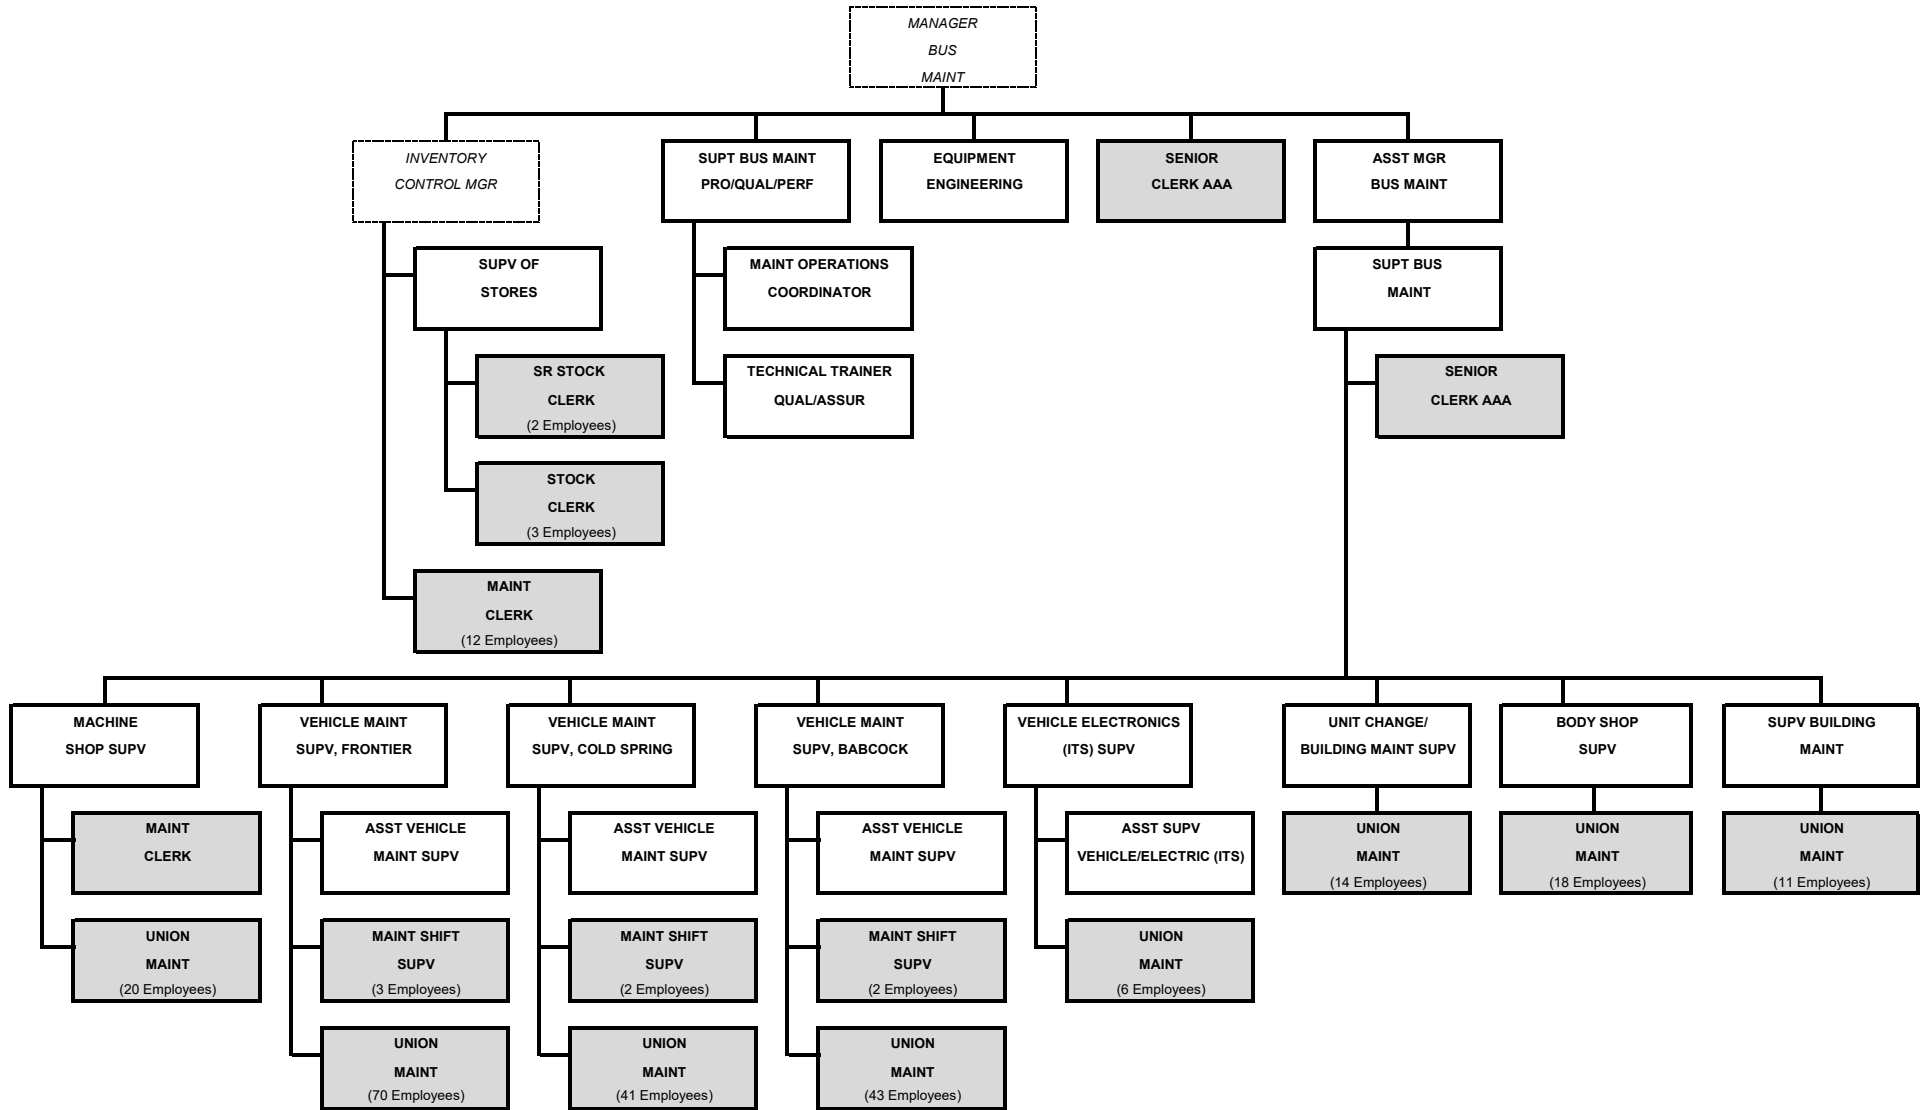 MANAGER
BUS
MAINT
INVENTORY
CONTROL MGR
SUPT BUS MAINT
PRO/QUAL/PERF
EQUIPMENT
ENGINEERING
SENIOR
CLERK AAA
ASST MGR
BUS MAINT
SUPV OF
STORES
MAINT OPERATIONS
COORDINATOR
SUPT BUS
MAINT
SR STOCK
CLERK
(2 Employees)
TECHNICAL TRAINER
QUAL/ASSUR
SENIOR
CLERK AAA
STOCK
CLERK
(3 Employees)
MAINT
CLERK
(12 Employees)
MACHINE
SHOP SUPV
VEHICLE MAINT
SUPV, FRONTIER
VEHICLE MAINT
SUPV, COLD SPRING
VEHICLE MAINT
SUPV, BABCOCK
VEHICLE ELECTRONICS
(ITS) SUPV
UNIT CHANGE/
BUILDING MAINT SUPV
BODY SHOP
SUPV
SUPV BUILDING
MAINT
MAINT
CLERK
ASST VEHICLE
MAINT SUPV
ASST VEHICLE
MAINT SUPV
ASST VEHICLE
MAINT SUPV
ASST SUPV
VEHICLE/ELECTRIC (ITS)
UNION
MAINT
(14 Employees)
UNION
MAINT
(18 Employees)
UNION
MAINT
(11 Employees)
UNION
MAINT
(20 Employees)
MAINT SHIFT
SUPV
(3 Employees)
MAINT SHIFT
SUPV
(2 Employees)
MAINT SHIFT
SUPV
(2 Employees)
UNION
MAINT
(6 Employees)
UNION
MAINT
(70 Employees)
UNION
MAINT
(41 Employees)
UNION
MAINT
(43 Employees)